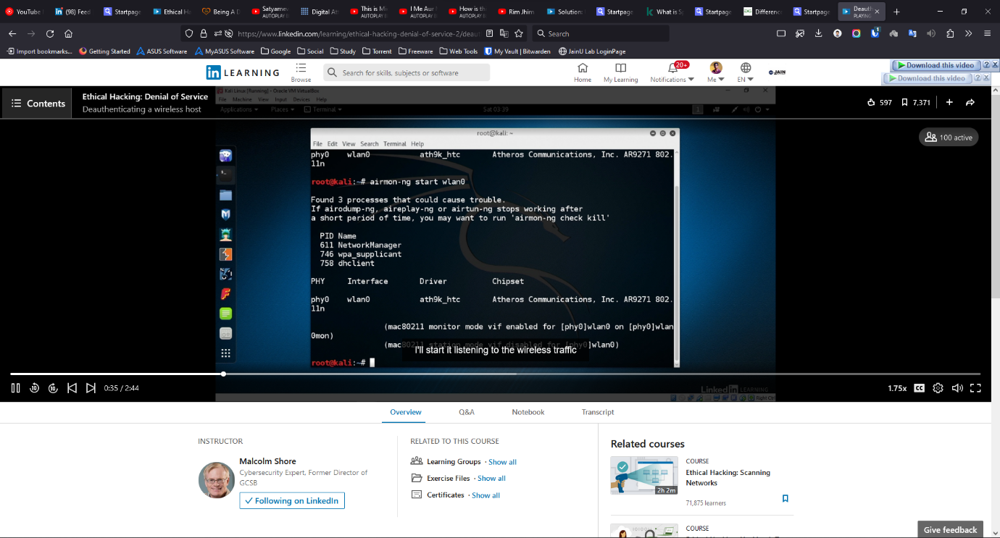 YouTube
(98) Feed
Startpage
Ethical Ha
Being A D
Satyamev
AUTOPLAY B
Digital At
This is Mi
AUTOPLAY B
I Me Aur
AUTOPLAY B
How is the
AUTOPLAY B
Rim Jhim
Solution:
Startpage
What is Sp
Startpage
Differenc
Startpage
Deauth
PLAYING
https://www.linkedin.com/learning/ethical-hacking-denial-of-service-2/deaut
Search
Import bookmarks...
Getting Started
ASUS Software
MyASUS Software
Google
Social
Study
Torrent
Freeware
Web Tools
My Vault | Bitwarden
JainU Lab LoginPage
LinkedIn LEARNING
Browse
Search for skills, subjects or software
Home
My Learning
20+
Notifications
Me
EN
JAIN
Download this video
Download this video
Contents
Ethical Hacking: Denial of Service
Deauthenticating a wireless host
Kali Linux [Running] - Oracle VM VirtualBox
File Machine View Input Devices Help
Applications Places Terminal
Sat 03:39
597
7,371
100 active
root@kali: ~
File Edit View Search Terminal Help
phy0 wlan0 ath9k_htc Atheros Communications, Inc. AR9271 802.
11n
root@kali:~# airmon-ng start wlan0
Found 3 processes that could cause trouble.
If airodump-ng, aireplay-ng or airtun-ng stops working after
a short period of time, you may want to run 'airmon-ng check kill'
PID Name
611 NetworkManager
746 wpa_supplicant
758 dhclient
PHY Interface Driver Chipset
phy0 wlan0 ath9k_htc Atheros Communications, Inc. AR9271 802.
11n
(mac80211 monitor mode vif enabled for [phy0]wlan0 on [phy0]wlan
0mon)
(mac80211 station mode vif disabled for [phy0]wlan0)
I'll start it listening to the wireless traffic
root@kali:~#
LinkedIn LEARNING
Right Ctrl
0:35 / 2:44
1.75x
CC
Overview
Q&A
Notebook
Transcript
INSTRUCTOR
Malcolm Shore
Cybersecurity Expert, Former Director of
GCSB
Following on LinkedIn
RELATED TO THIS COURSE
Learning Groups · Show all
Exercise Files · Show all
Certificates · Show all
Related courses
COURSE
Ethical Hacking: Scanning
Networks
2h 2m
71,875 learners
COURSE
Give feedback